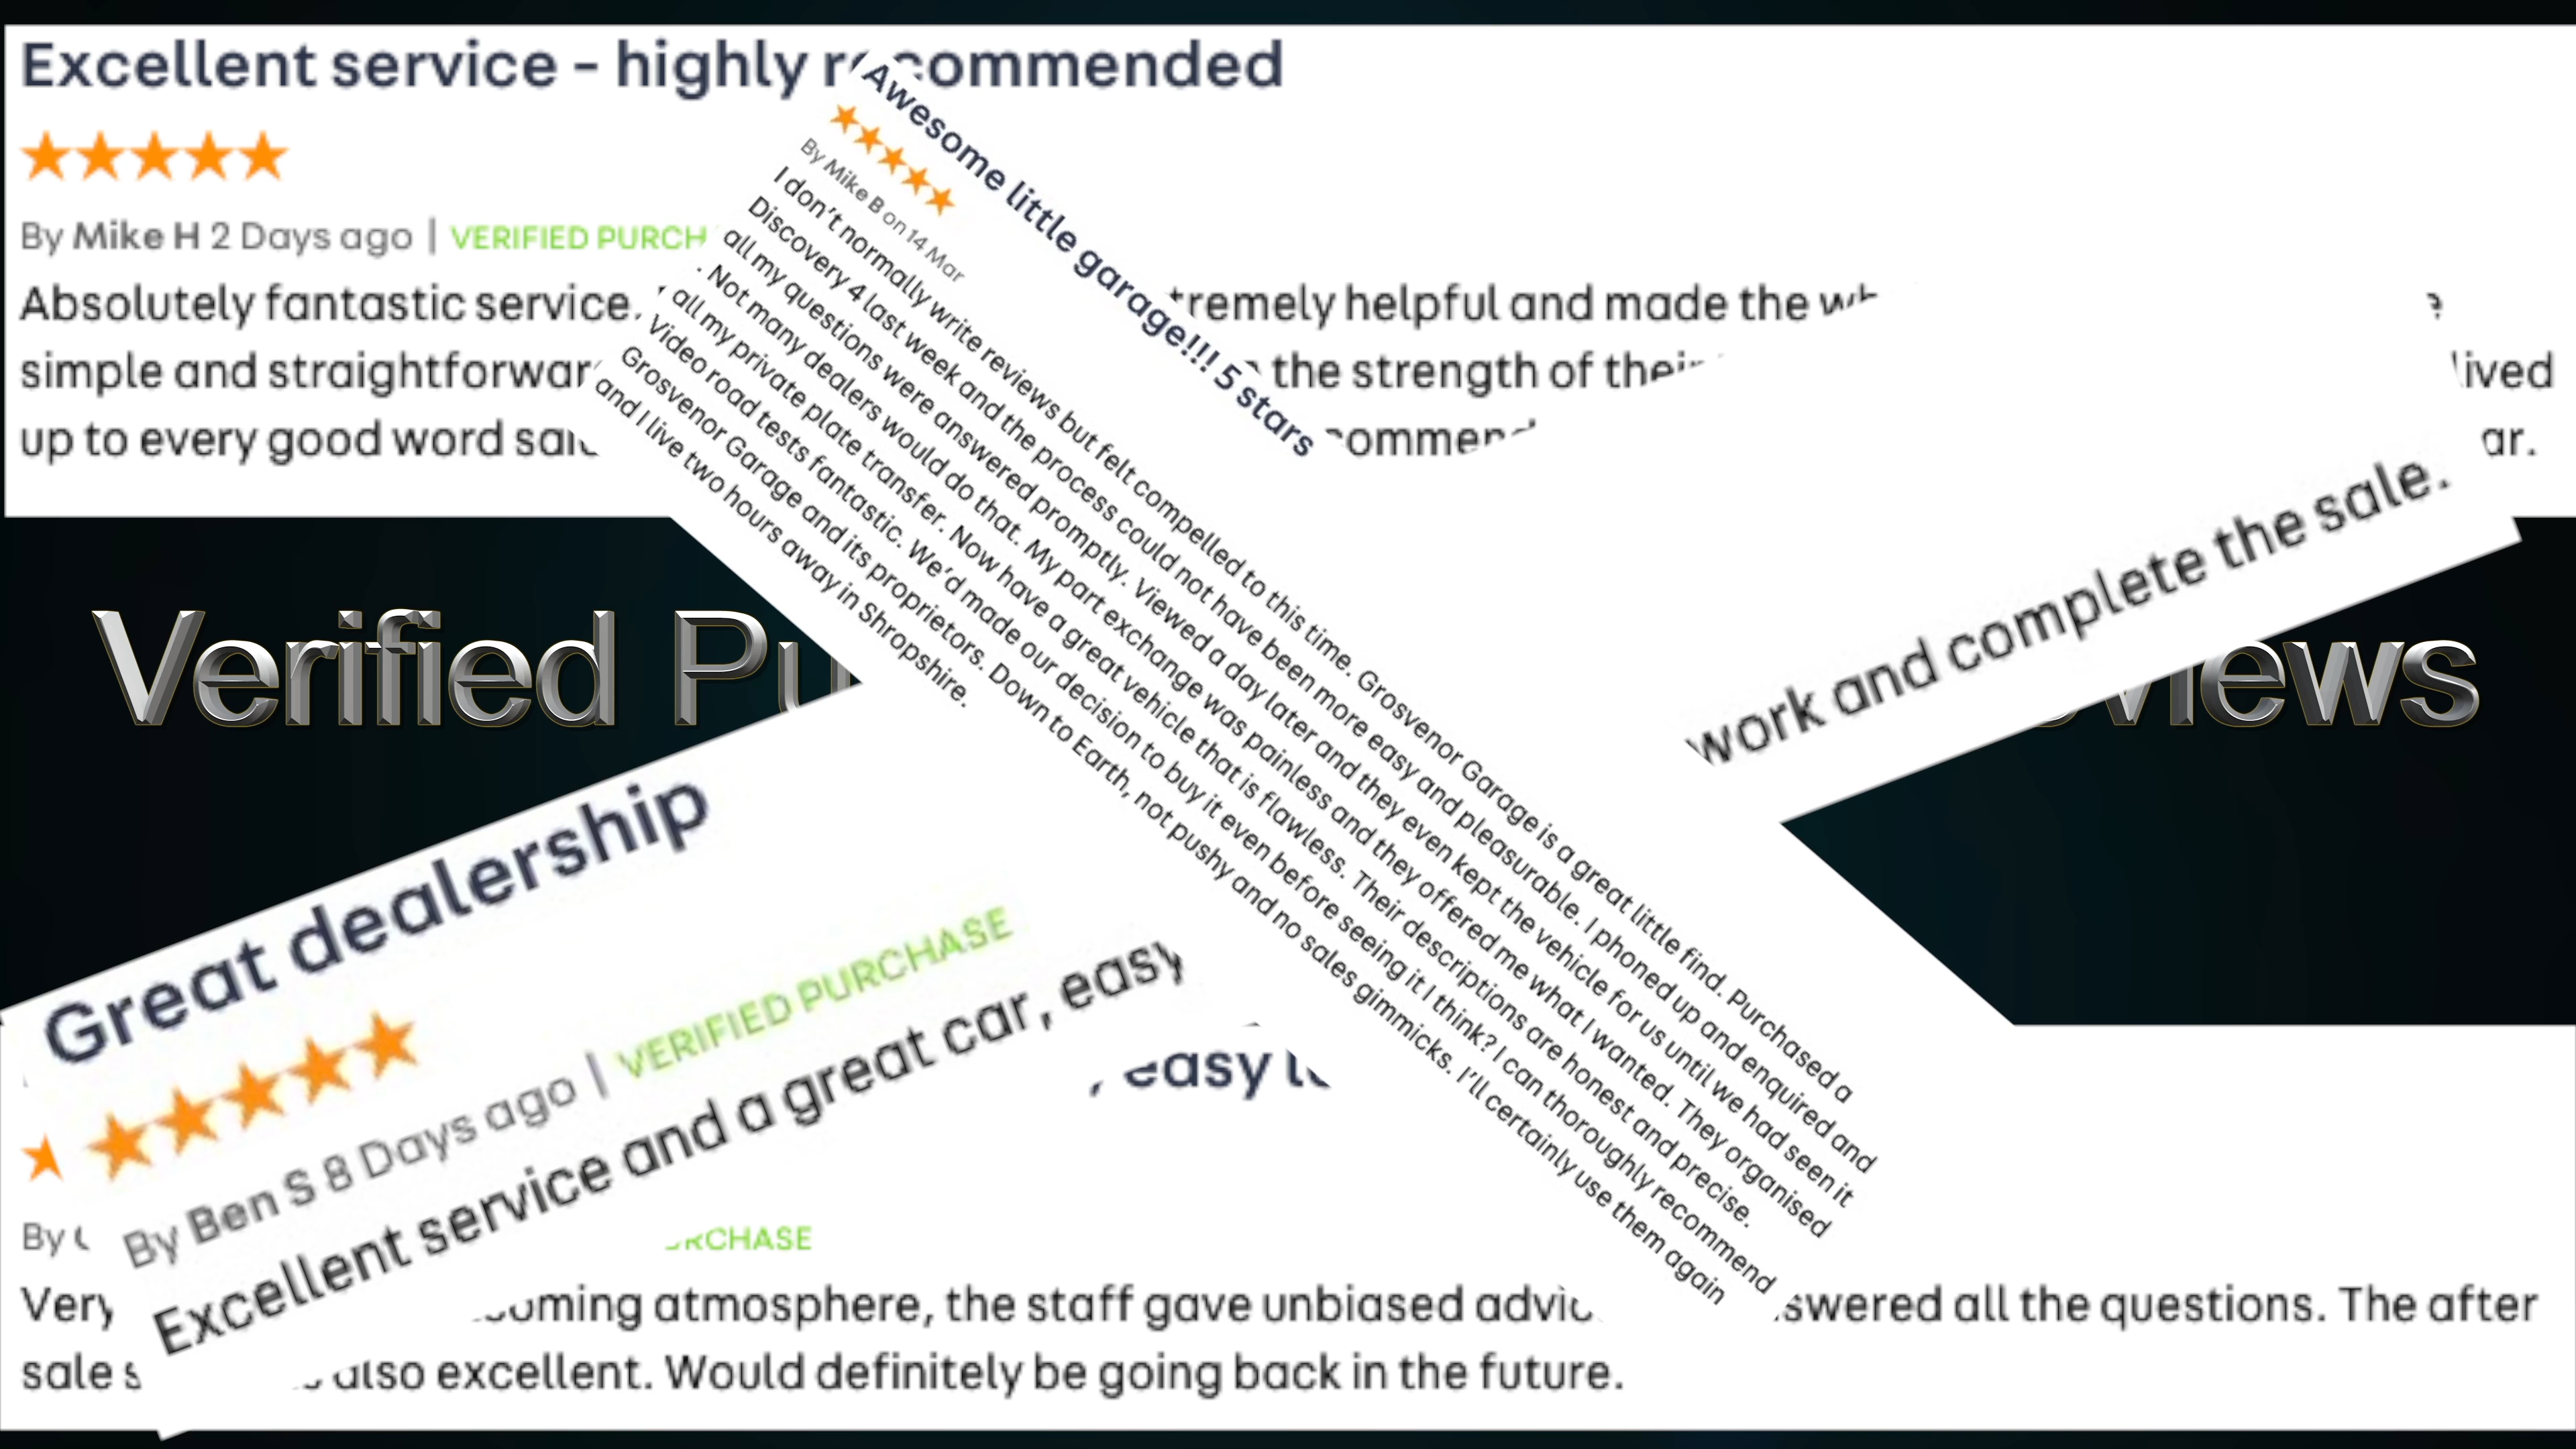 Excellent service - highly recommended
By Mike H 2 Days ago | VERIFIED
Absolutely fantastic service. helpful and made the
simple and the strength of lived
up to every good word
Awesome little garage!!! 5 stars
By Mike B on 14 Mar
I don't normally write reviews but felt compelled to this time. Grosvenor Garage is a great little find. Purchased a
Discovery 4 last week and the process could not have been more easy and pleasurable. I phoned up and enquired and
all my questions were answered promptly. Viewed a day later and they even kept the vehicle for us until we had seen it
. Not many dealers would do that. My part exchange was painless and they offered me what I wanted. They organised
all my private plate transfer. Now have a great vehicle that is flawless. Their descriptions are honest and precise.
Video road tests fantastic. We'd made our decision to buy it even before seeing it I think? I can thoroughly recommend
Grosvenor Garage and its proprietors. Down to Earth, not pushy and no sales gimmicks. I'll certainly use them again
and I live two hours away in Shropshire.
Verified
Great dealership
By Ben S 8 Days ago | VERIFIED PURCHASE
Excellent service and a great car, easy work and complete the sale.
easy
By
Very atmosphere, the staff gave unbiased all the questions. The after
sale also excellent. Would definitely be going back in the future.